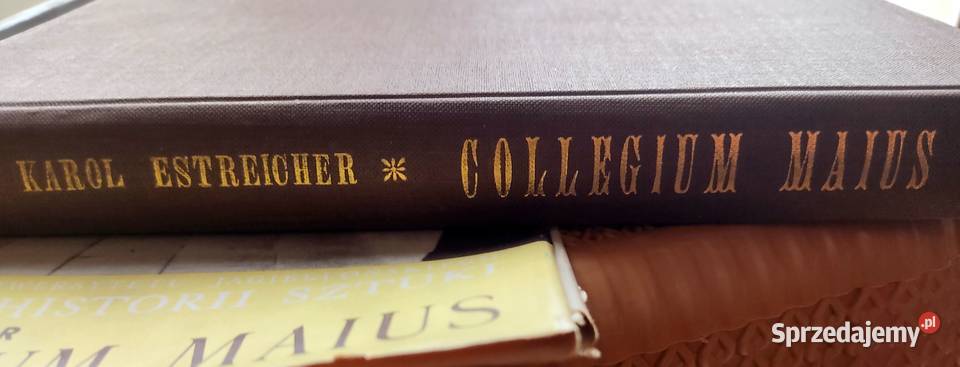 KAROL ESTREICHER * COLLEGIUM MAIUS
HISTORII SZTUKI
MAIUS
Sprzedajemy.pl